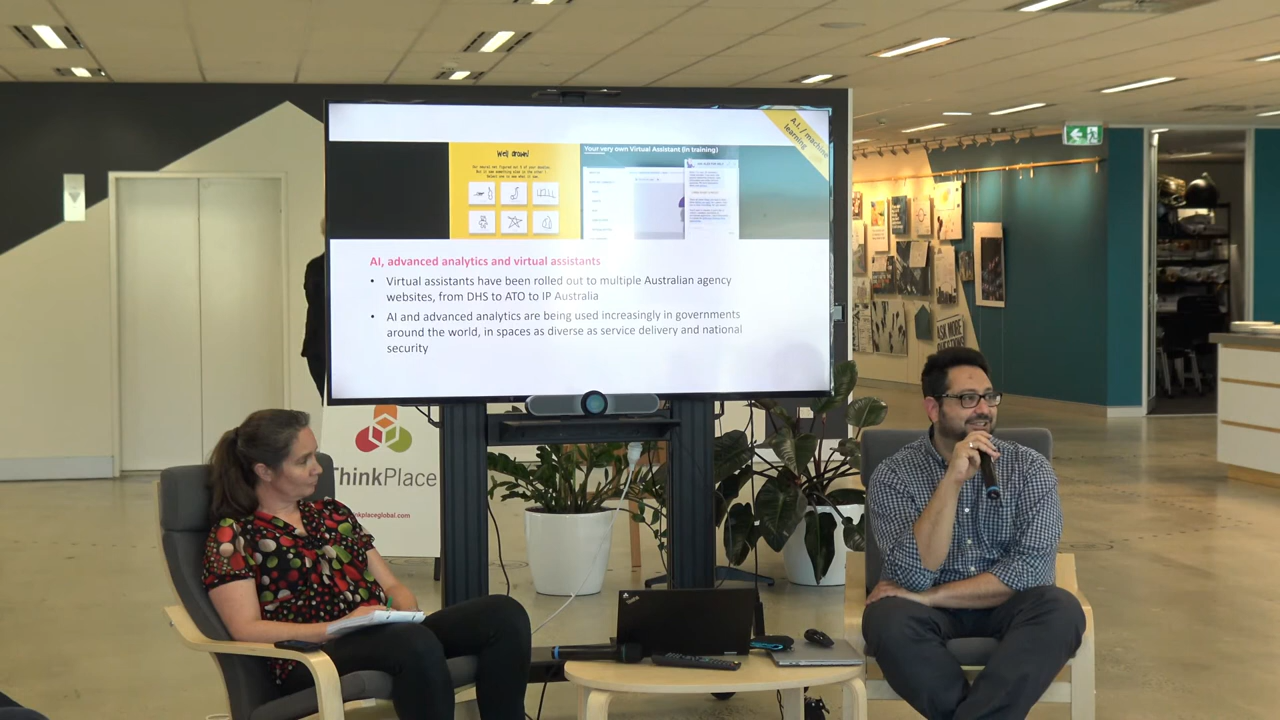 A.I. / machine
learning
Well drawn!
Your very own Virtual Assistant (In training)
AI, advanced analytics and virtual assistants
• Virtual assistants have been rolled out to multiple Australian agency
websites, from DHS to ATO to IP Australia
• AI and advanced analytics are being used increasingly in governments
around the world, in spaces as diverse as service delivery and national
security
ThinkPlace
thinkplaceglobal.com
ASK MORE